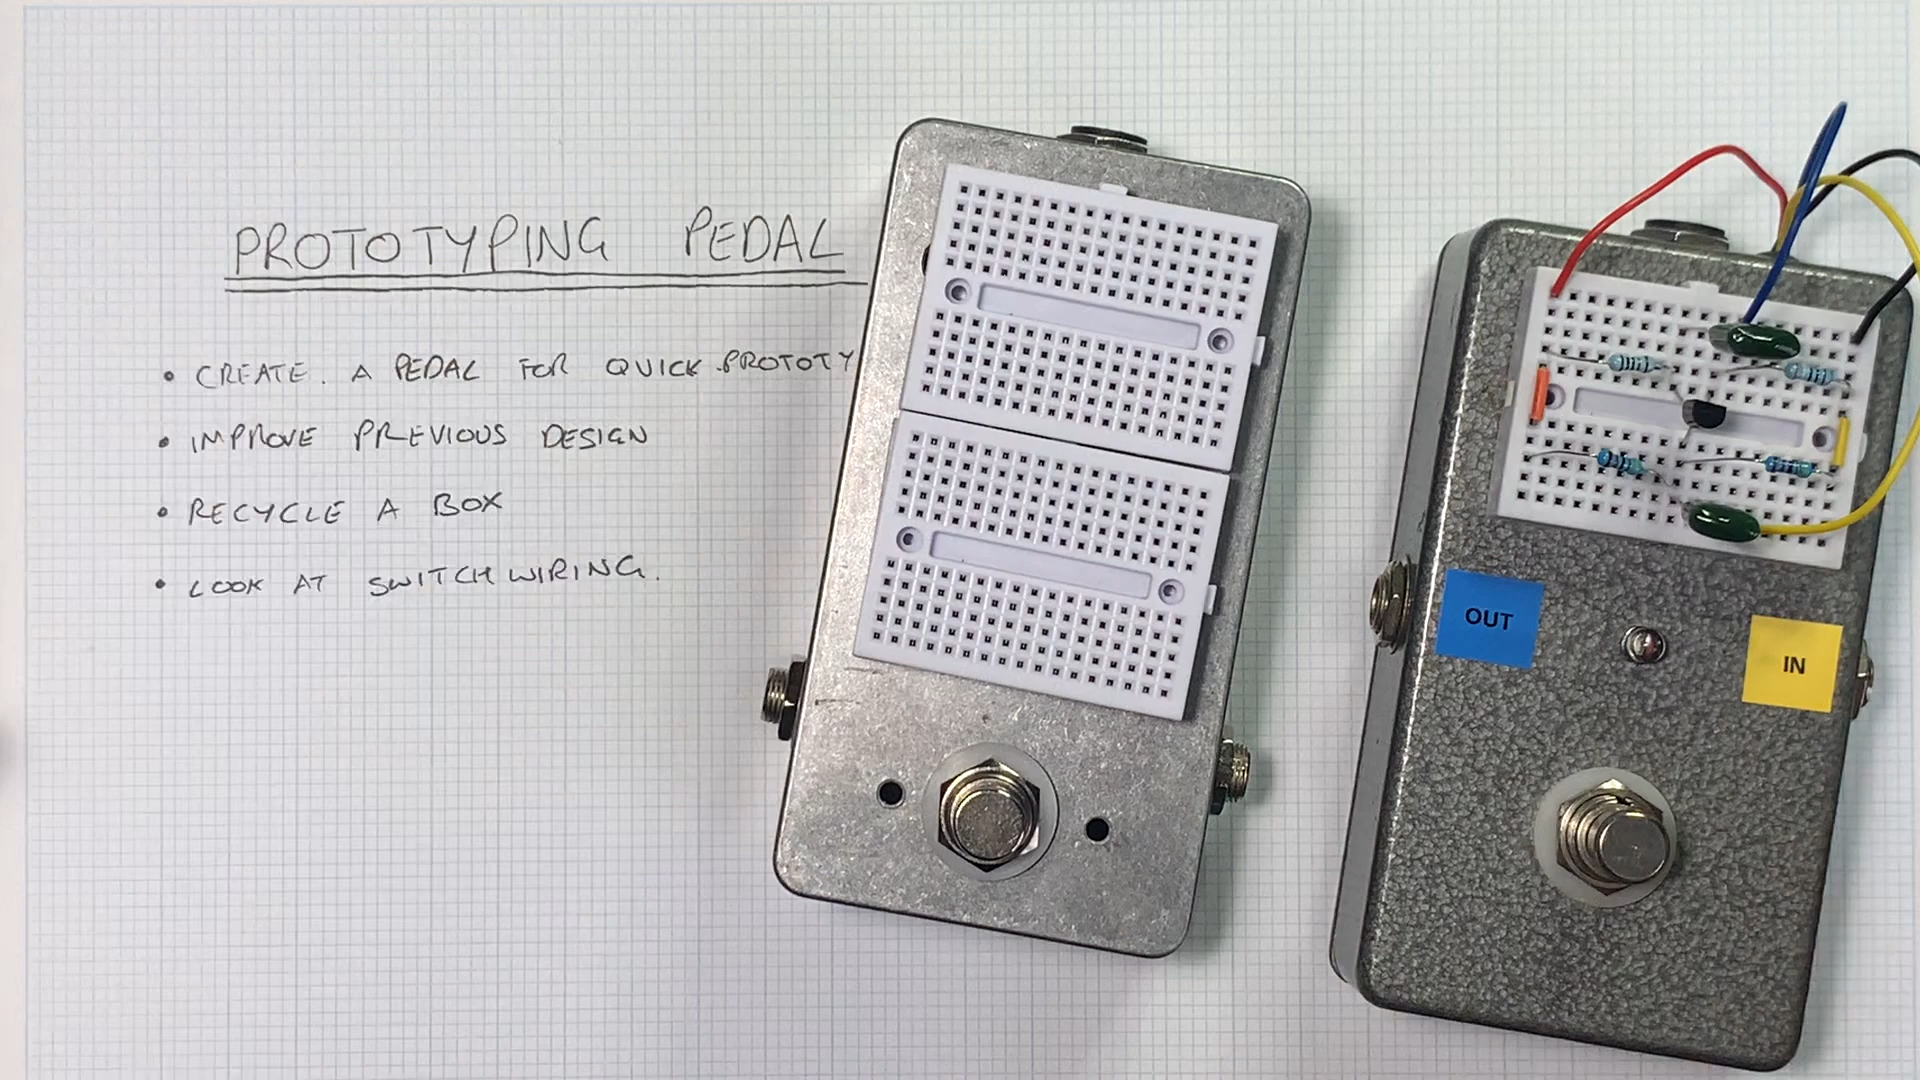 PROTOTYPING PEDAL
• CREATE. A PEDAL FOR QUICK PROTOTY
• IMPROVE PREVIOUS DESIGN
• RECYCLE A BOX
• LOOK AT SWITCH WIRING.
OUT
IN